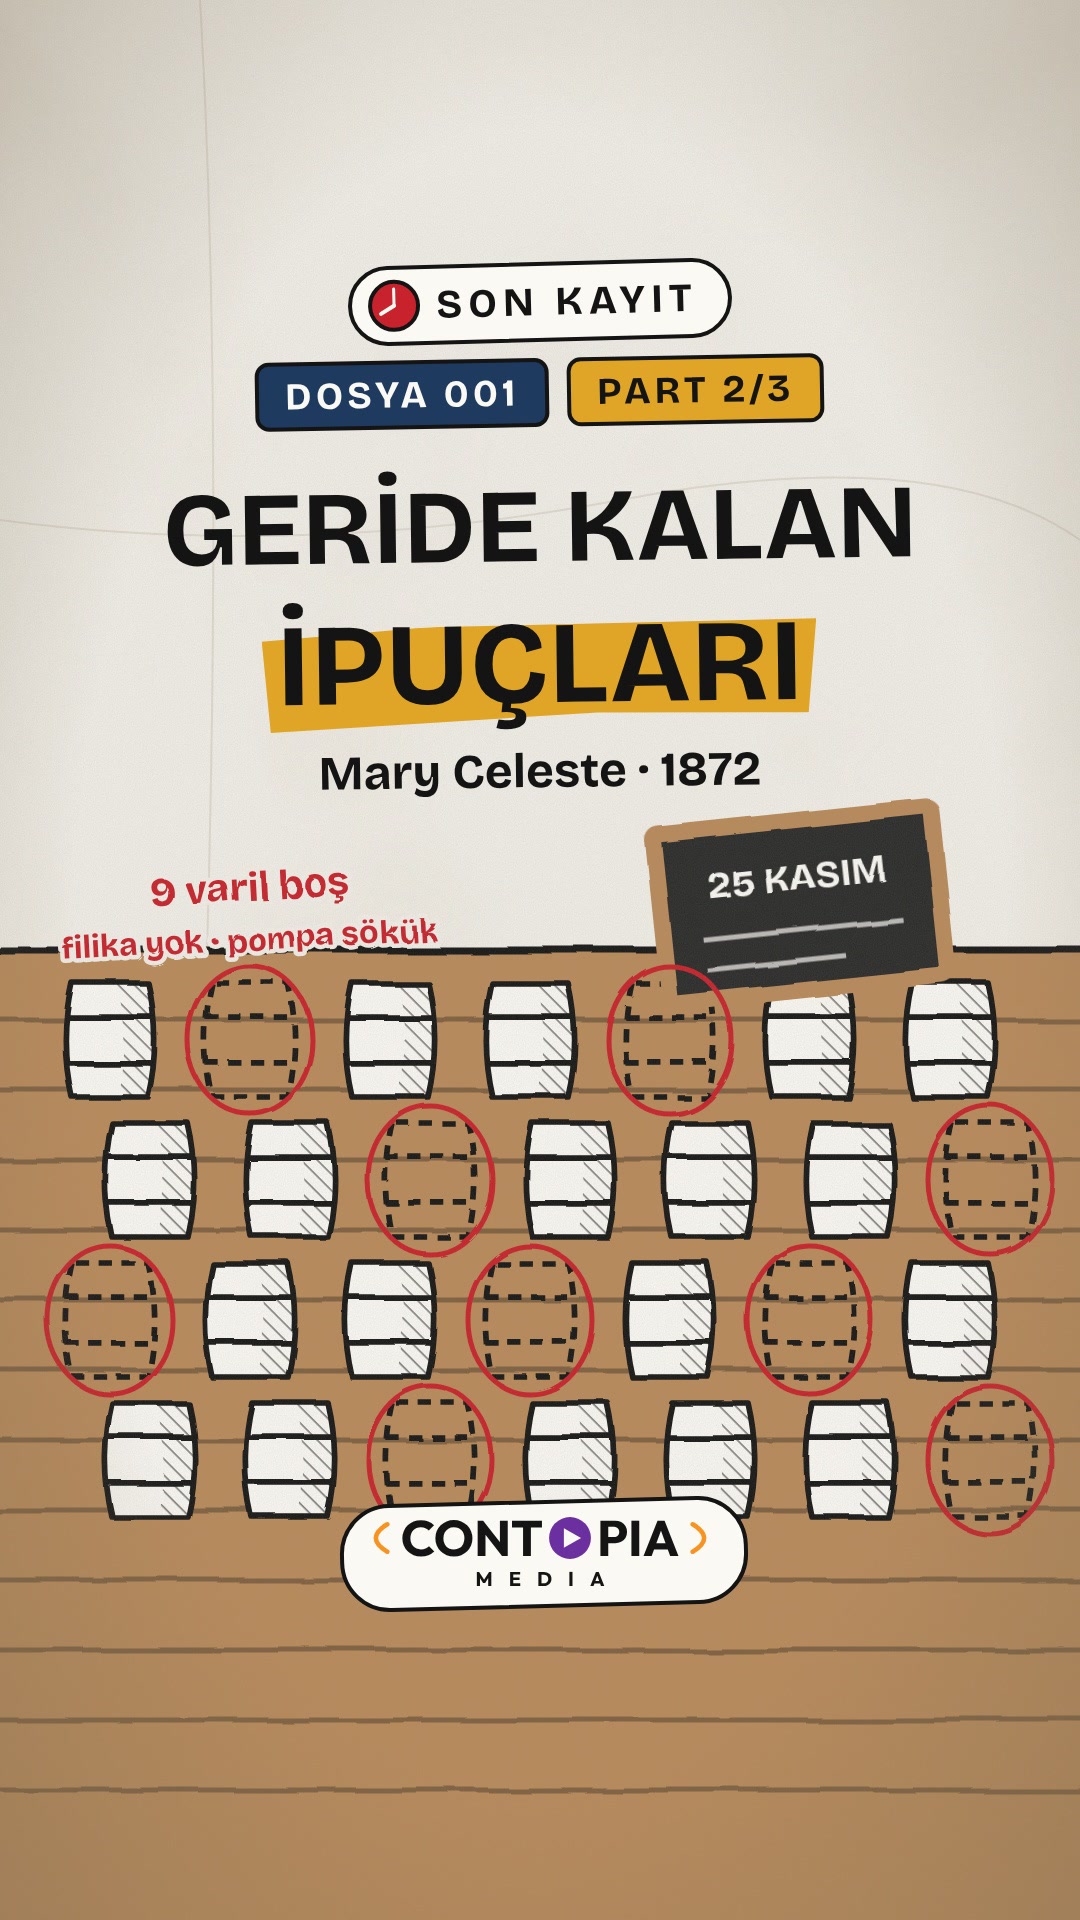 SON KAYIT
DOSYA 001
PART 2/3
GERİDE KALAN
İPUÇLARI
Mary Celeste · 1872
9 varil boş
filika yok · pompa sökük
25 KASIM
CONTOPIA
MEDIA